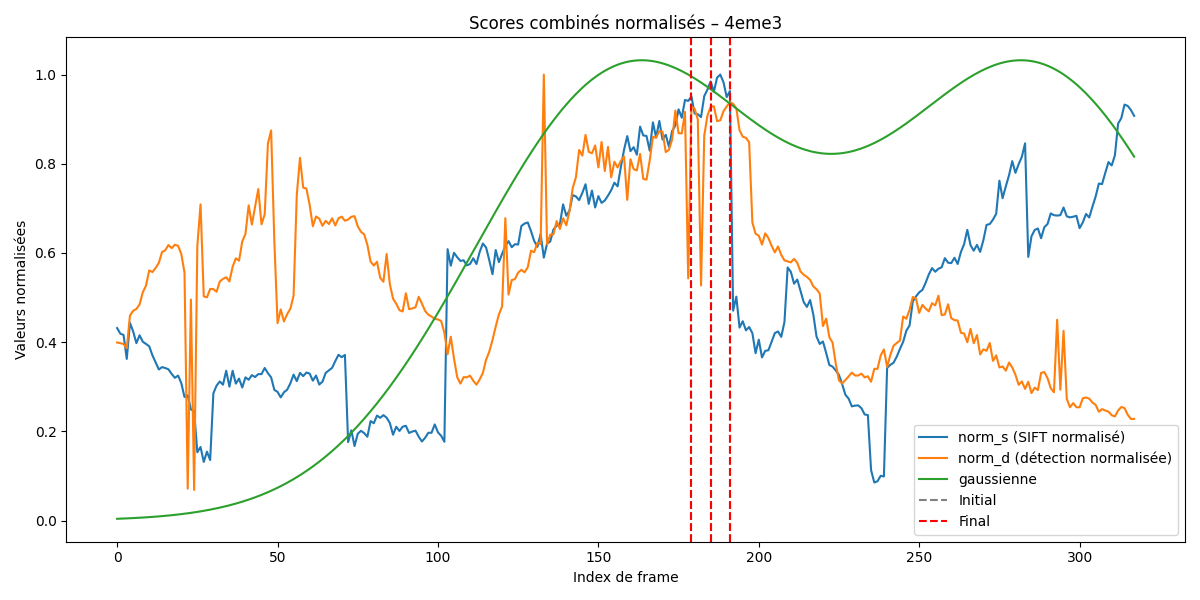 Scores combinés normalisés – 4eme3
Valeurs normalisées
1.0
0.8
0.6
0.4
0.2
0.0
0 50 100 150 200 250 300
Index de frame
norm_s (SIFT normalisé)
norm_d (détection normalisée)
gaussienne
Initial
Final